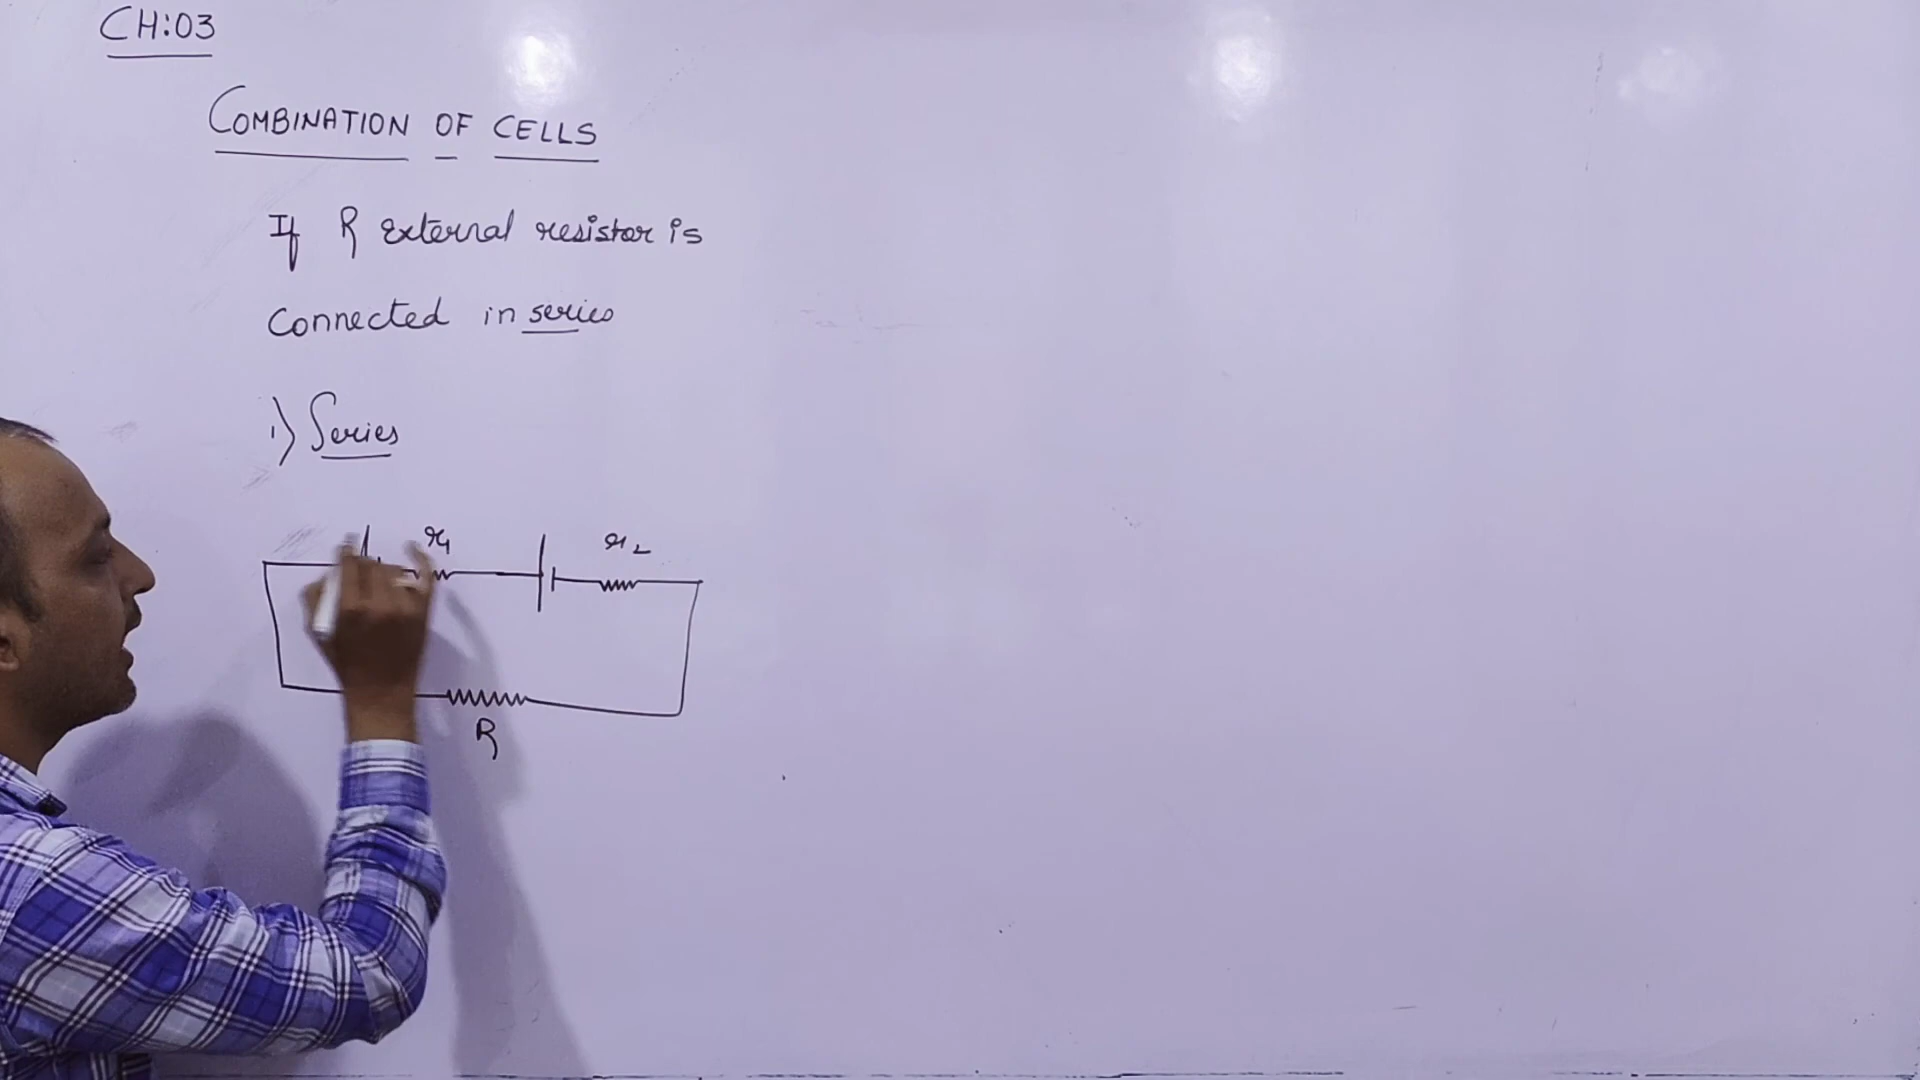 CH:03
COMBINATION OF CELLS
If R external resistor is
connected in series
i) Series
r1 r2
R